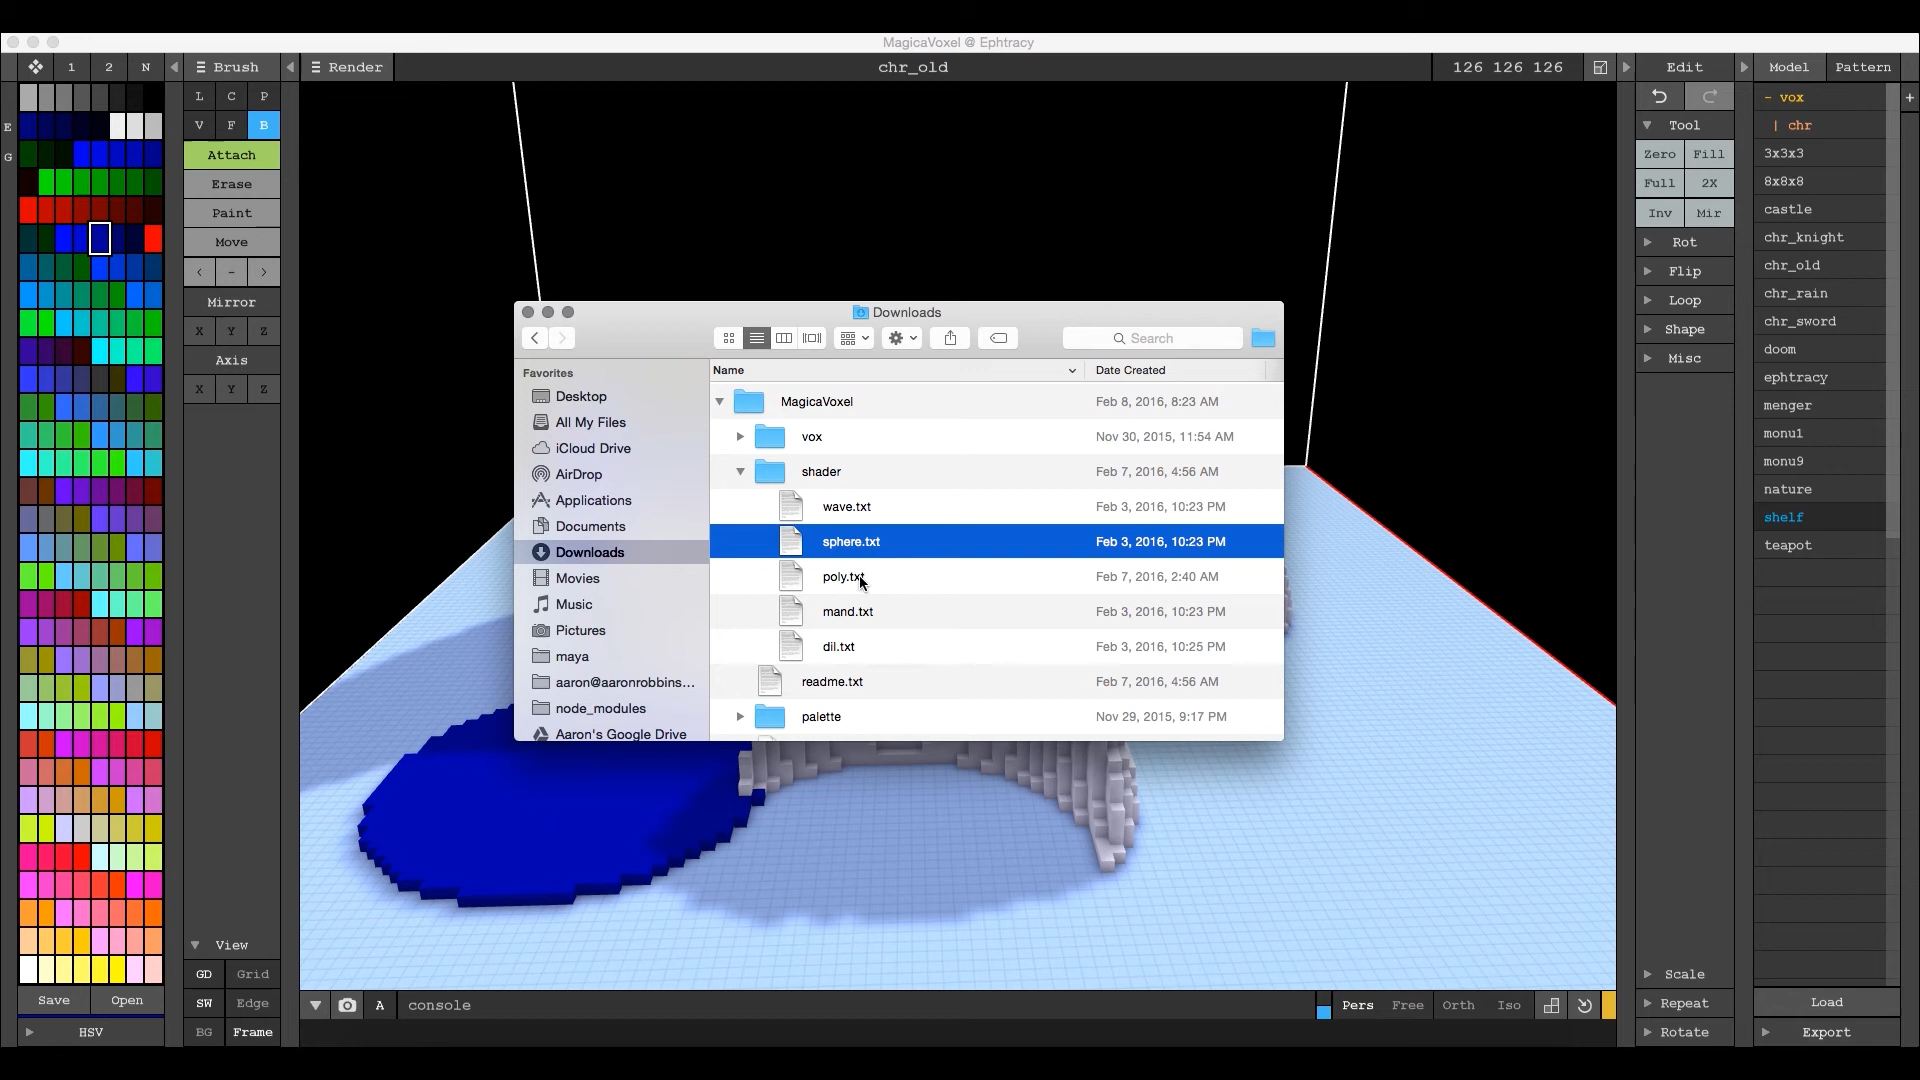 MagicaVoxel @ Ephtracy
1 2 N
Brush
Render
chr_old
126 126 126
Edit
Model Pattern
E
G
L C P
V F B
Attach
Erase
Paint
Move
< - >
Mirror
X Y Z
Axis
X Y Z
View
GD Grid
SW Edge
BG Frame
Save Open
HSV
Downloads
Search
Favorites
Desktop
All My Files
iCloud Drive
AirDrop
Applications
Documents
Downloads
Movies
Music
Pictures
maya
aaron@aaronrobbins...
node_modules
Aaron's Google Drive
Name Date Created
MagicaVoxel Feb 8, 2016, 8:23 AM
vox Nov 30, 2015, 11:54 AM
shader Feb 7, 2016, 4:56 AM
wave.txt Feb 3, 2016, 10:23 PM
sphere.txt Feb 3, 2016, 10:23 PM
poly.txt Feb 7, 2016, 2:40 AM
mand.txt Feb 3, 2016, 10:23 PM
dil.txt Feb 3, 2016, 10:25 PM
readme.txt Feb 7, 2016, 4:56 AM
palette Nov 29, 2015, 9:17 PM
A console
Pers Free Orth Iso
Tool
Zero Fill
Full 2X
Inv Mir
Rot
Flip
Loop
Shape
Misc
Scale
Repeat
Rotate
- vox
| chr
3x3x3
8x8x8
castle
chr_knight
chr_old
chr_rain
chr_sword
doom
ephtracy
menger
monu1
monu9
nature
shelf
teapot
+
Load
Export